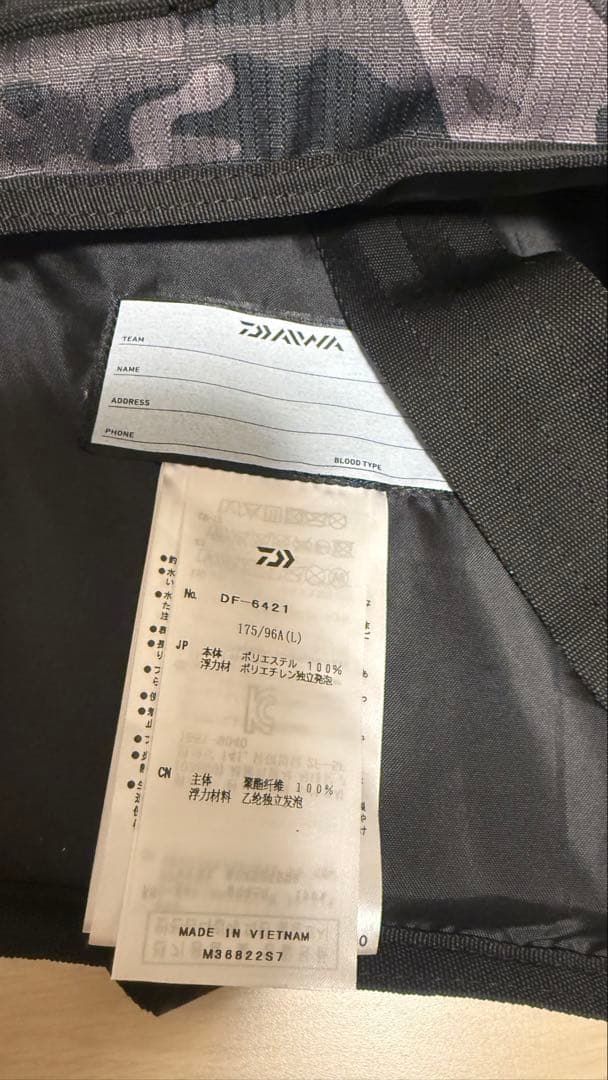 DAIWA
TEAM
NAME
ADDRESS
PHONE
BLOOD TYPE
No. DF-6421
175/96A(L)
JP 本体 ポリエステル 100%
浮力材 ポリエチレン独立発泡
CN 主体 聚酯纤维 100%
浮力材料 乙纶独立发泡
MADE IN VIETNAM
M36822S7